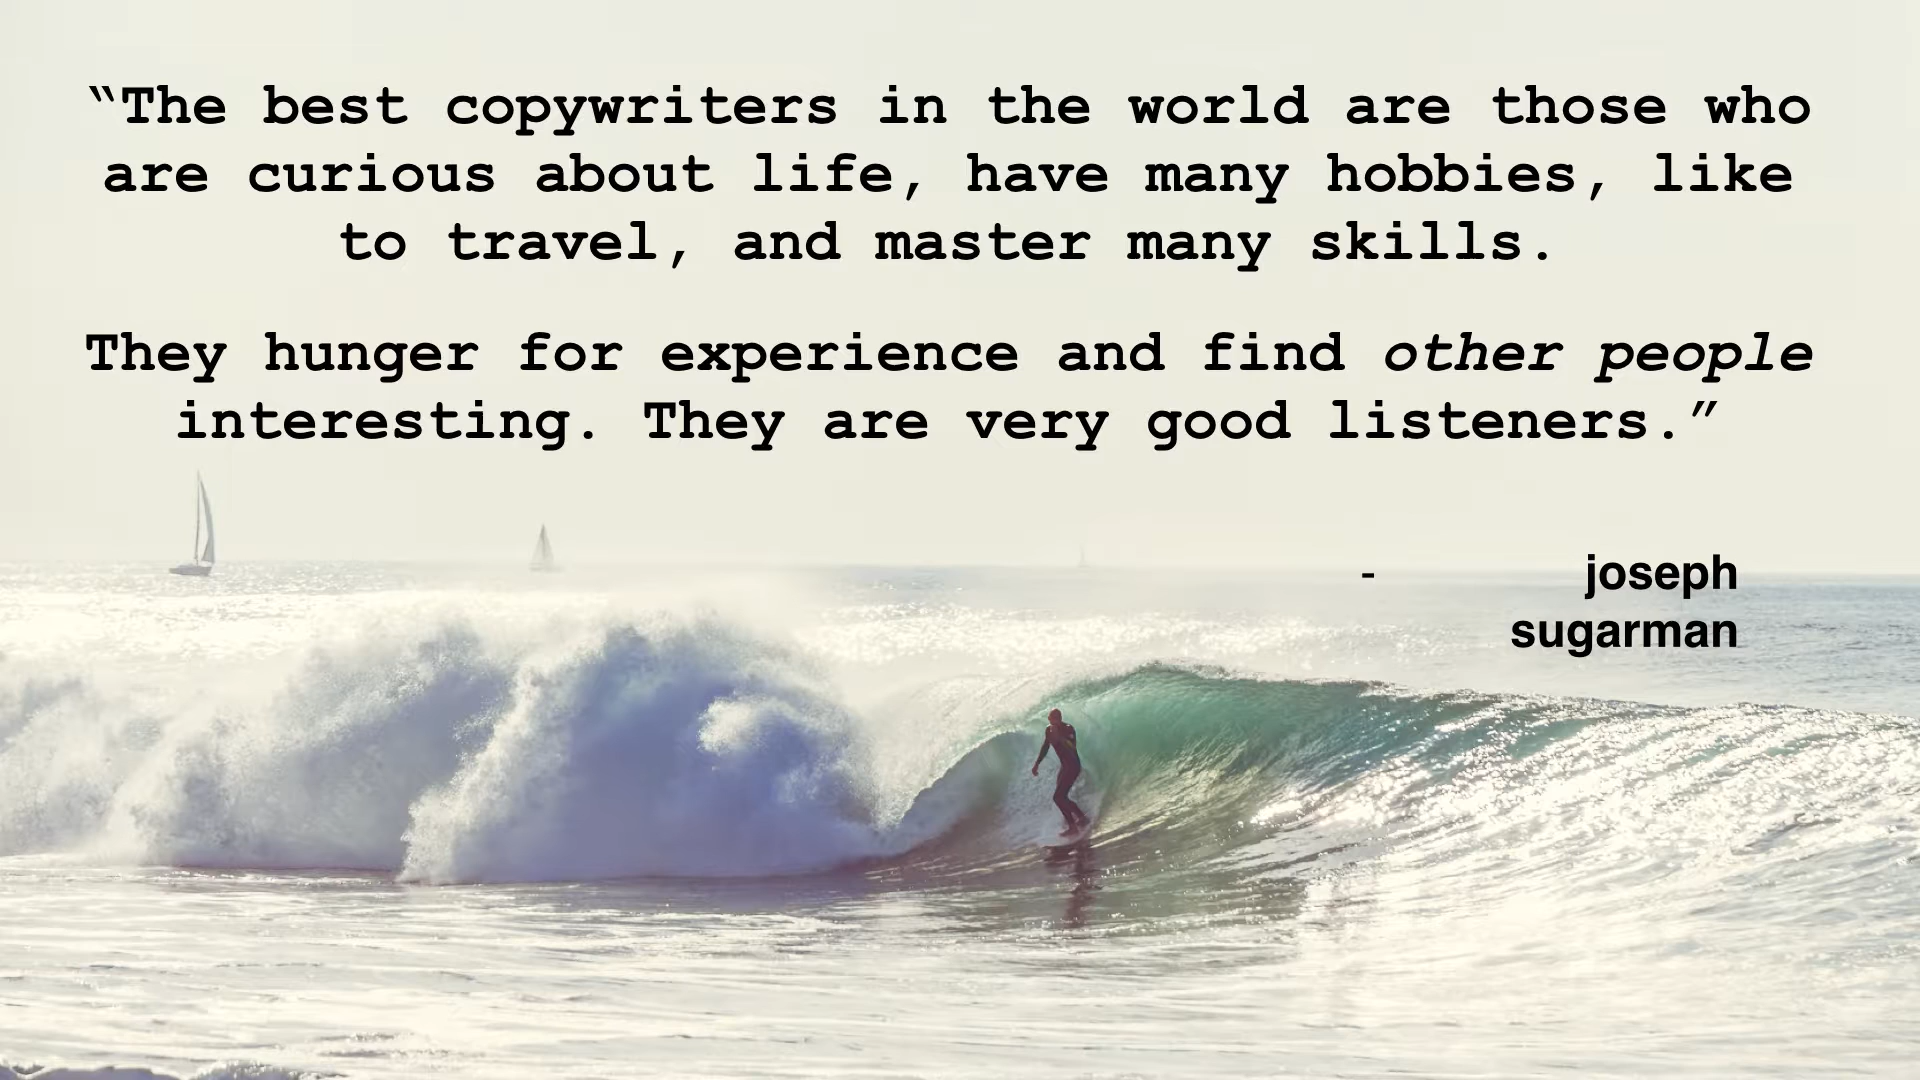 “The best copywriters in the world are those who
are curious about life, have many hobbies, like
to travel, and master many skills.
They hunger for experience and find other people
interesting. They are very good listeners.”
- joseph
sugarman